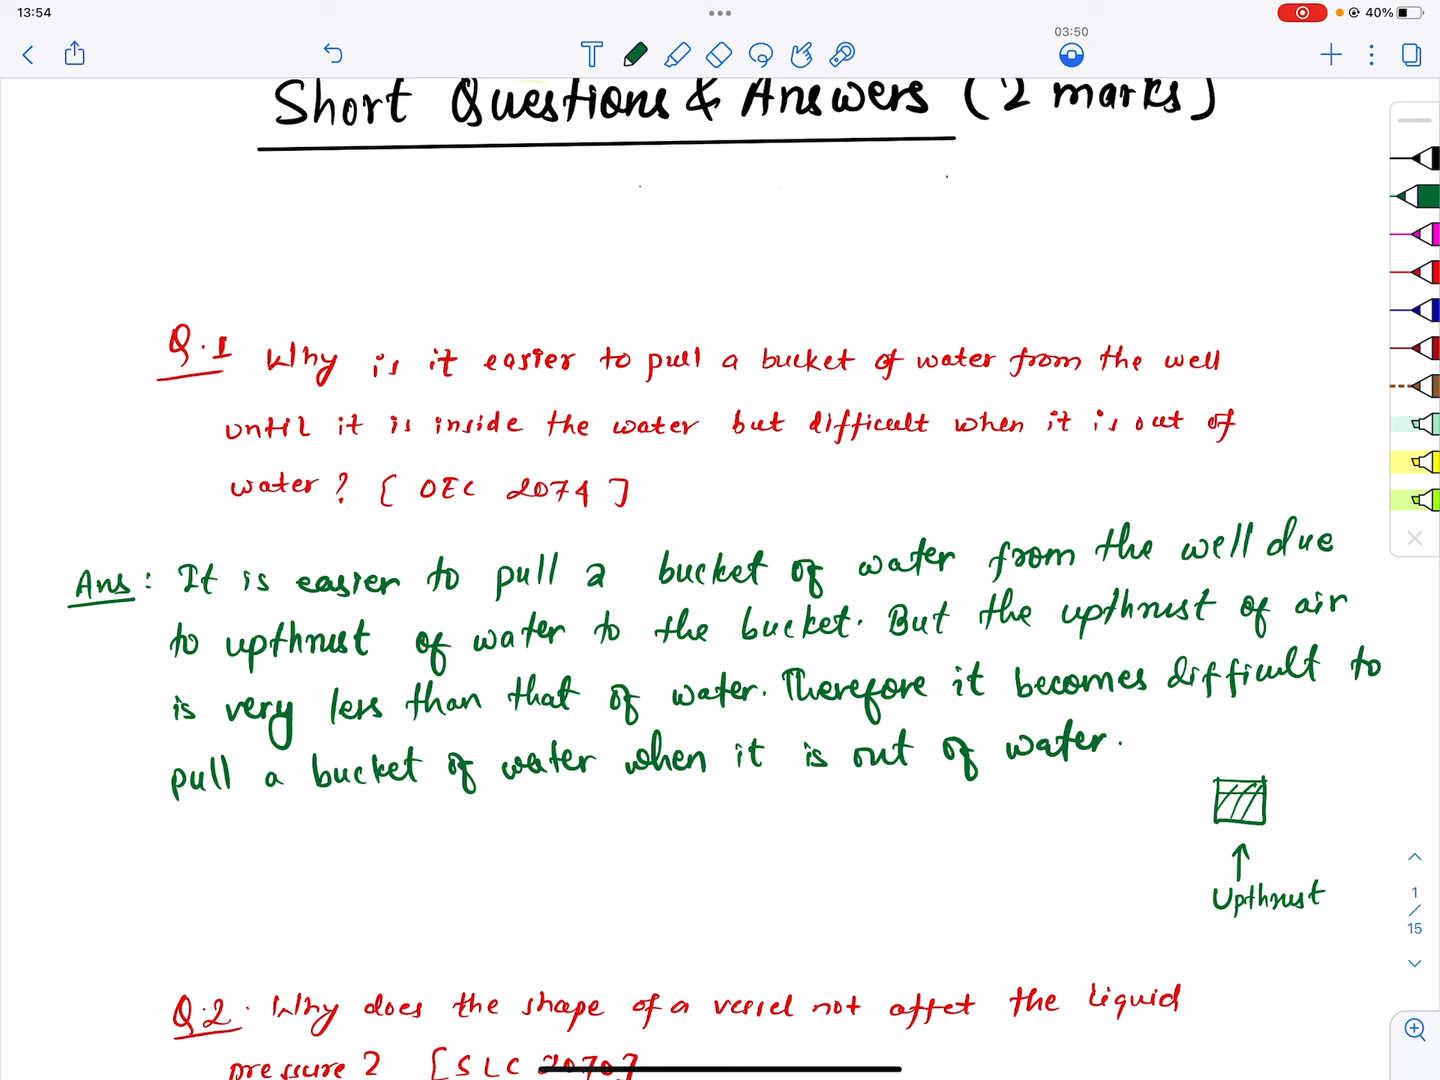 13:54
40%
03:50
Short Questions & Answers (2 marks)
Q.1 Why is it easier to pull a bucket of water from the well
until it is inside the water but difficult when it is out of
water? [OEC 2074]
Ans: It is easier to pull a bucket of water from the well due
to upthrust of water to the bucket. But the upthrust of air
is very less than that of water. Therefore it becomes difficult to
pull a bucket of water when it is out of water.
Upthrust
1
/
15
Q.2. Why does the shape of a vessel not affet the liquid
pressure ? [SLC 2070]